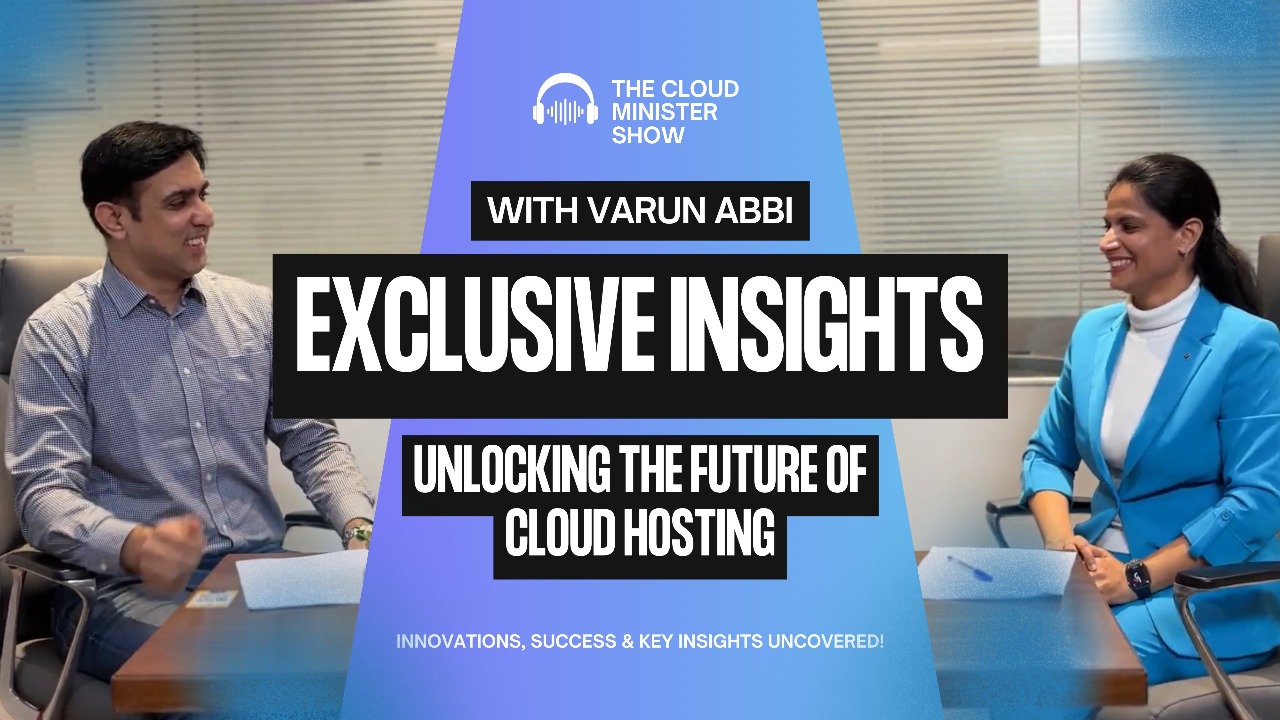 THE CLOUD
MINISTER
SHOW
WITH VARUN ABBI
EXCLUSIVE INSIGHTS
UNLOCKING THE FUTURE OF
CLOUD HOSTING
INNOVATIONS, SUCCESS & KEY INSIGHTS UNCOVERED!